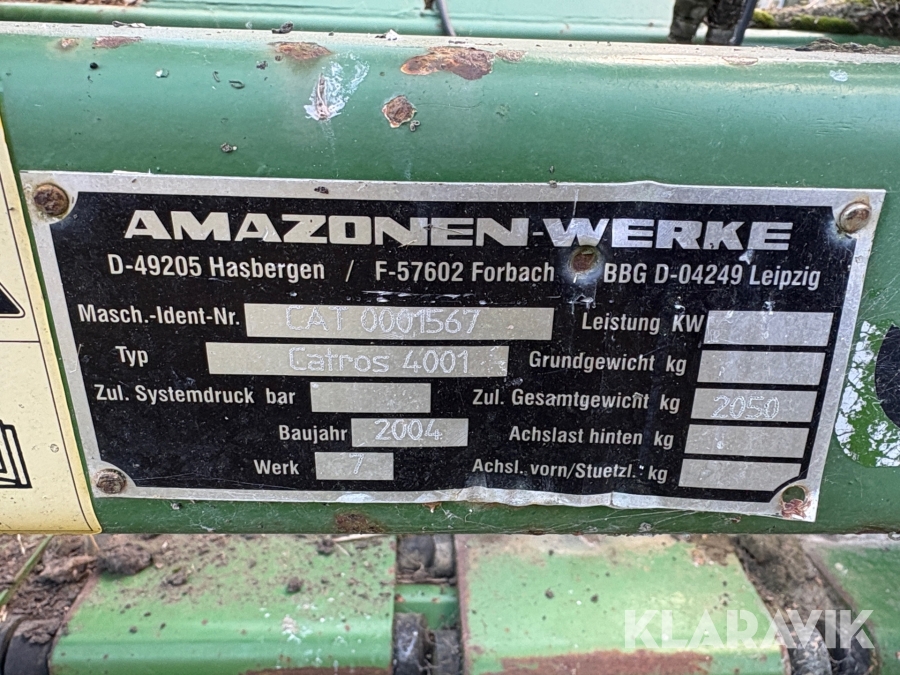 AMAZONEN-WERKE
D-49205 Hasbergen / F-57602 Forbach / BBG D-04249 Leipzig
Masch.-Ident-Nr. CAT 0001567 Leistung KW
Typ Catros 4001 Grundgewicht kg
Zul. Systemdruck bar Zul. Gesamtgewicht kg 2050
Baujahr 2004 Achslast hinten kg
Werk 7 Achsl. vorn/Stuetzl. kg
KLARAVIK